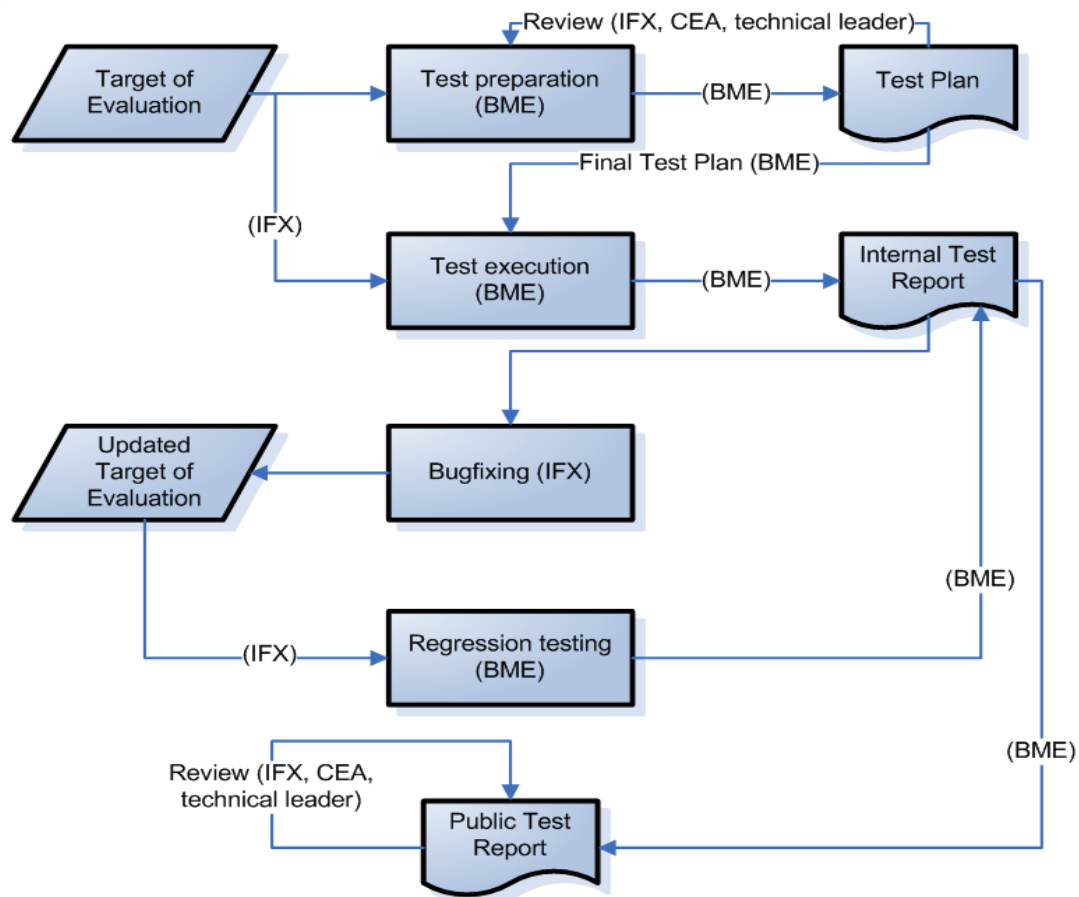 Review (IFX, CEA, technical leader)
Target of
Evaluation
Test preparation
(BME)
(BME)
Test Plan
Final Test Plan (BME)
(IFX)
Test execution
(BME)
(BME)
Internal Test
Report
Updated
Target of
Evaluation
Bugfixing (IFX)
(BME)
(IFX)
Regression testing
(BME)
(BME)
Review (IFX, CEA,
technical leader)
Public Test
Report